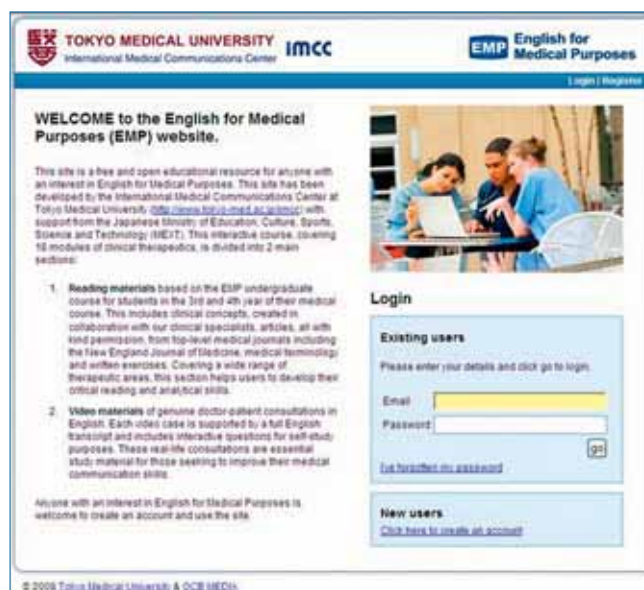 TOKYO MEDICAL UNIVERSITY
International Medical Communications Center
IMCC
EMP
English for
Medical Purposes
Login | Register
WELCOME to the English for Medical
Purposes (EMP) website.
This site is a free and open educational resource for anyone with
an interest in English for Medical Purposes. This site has been
developed by the International Medical Communications Center at
Tokyo Medical University (http://www.tokyo-med.ac.jp/imcc) with
support from the Japanese Ministry of Education, Culture, Sports,
Science and Technology (MEXT). This interactive course, covering
18 modules of clinical therapeutics, is divided into 2 main
sections:
1. Reading materials based on the EMP undergraduate
course for students in the 3rd and 4th year of their medical
course. This includes clinical concepts, created in
collaboration with our clinical specialists, articles, all with
kind permission, from top-level medical journals including
the New England Journal of Medicine, medical terminology
and written exercises. Covering a wide range of
therapeutic areas, this section helps users to develop their
critical reading and analytical skills.
2. Video materials of genuine doctor-patient consultations in
English. Each video case is supported by a full English
transcript and includes interactive questions for self-study
purposes. These real-life consultations are essential
study material for those seeking to improve their medical
communication skills.
Anyone with an interest in English for Medical Purposes is
welcome to create an account and use the site.
Login
Existing users
Please enter your details and click go to login.
Email
Password
go
I've forgotten my password
New users
Click here to create an account
Tokyo Medical University & OCB MEDIA